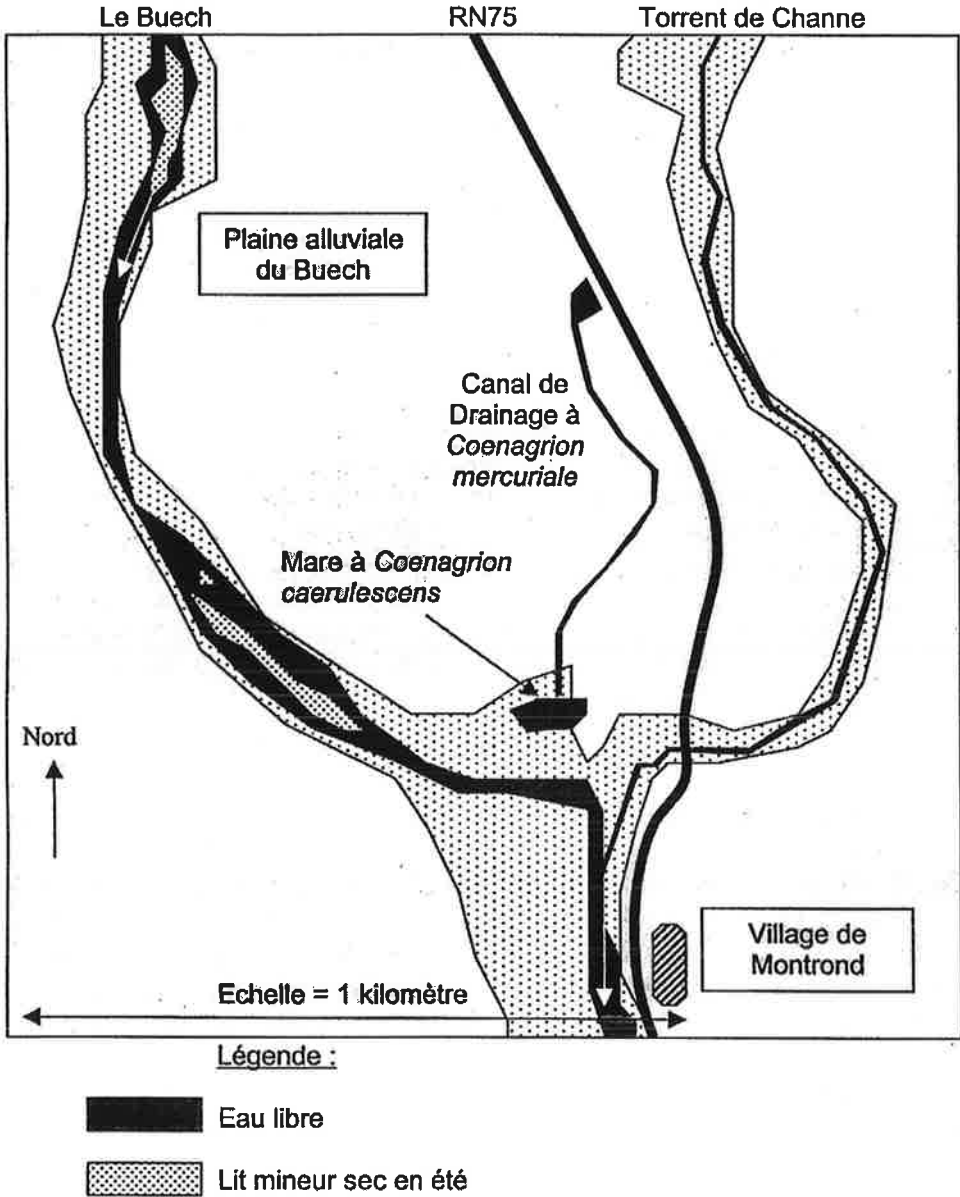 Le Buech
RN75
Torrent de Channe
Plaine alluviale
du Buech
Canal de
Drainage à
Coenagrion
mercuriale
Mare à Coenagrion
caerulescens
Nord
Village de
Montrond
Echelle = 1 kilomètre
Légende :
Eau libre
Lit mineur sec en été